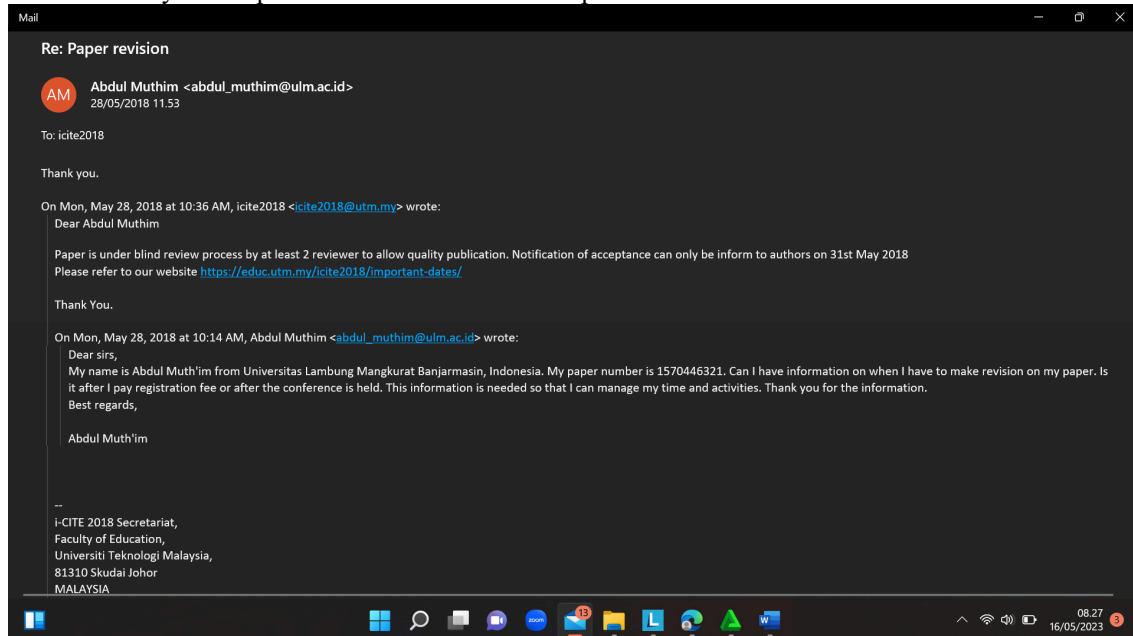 Mail
Re: Paper revision
AM
Abdul Muthim <abdul_muthim@ulm.ac.id>
28/05/2018 11.53
To: icite2018
Thank you.
On Mon, May 28, 2018 at 10:36 AM, icite2018 <icite2018@utm.my> wrote:
Dear Abdul Muthim
Paper is under blind review process by at least 2 reviewer to allow quality publication. Notification of acceptance can only be inform to authors on 31st May 2018
Please refer to our website https://educ.utm.my/icite2018/important-dates/
Thank You.
On Mon, May 28, 2018 at 10:14 AM, Abdul Muthim <abdul_muthim@ulm.ac.id> wrote:
Dear sirs,
My name is Abdul Muth'im from Universitas Lambung Mangkurat Banjarmasin, Indonesia. My paper number is 1570446321. Can I have information on when I have to make revision on my paper. Is
it after I pay registration fee or after the conference is held. This information is needed so that I can manage my time and activities. Thank you for the information.
Best regards,
Abdul Muth'im
--
i-CITE 2018 Secretariat,
Faculty of Education,
Universiti Teknologi Malaysia,
81310 Skudai Johor
MALAYSIA
zoom
13
L
08.27
16/05/2023
3